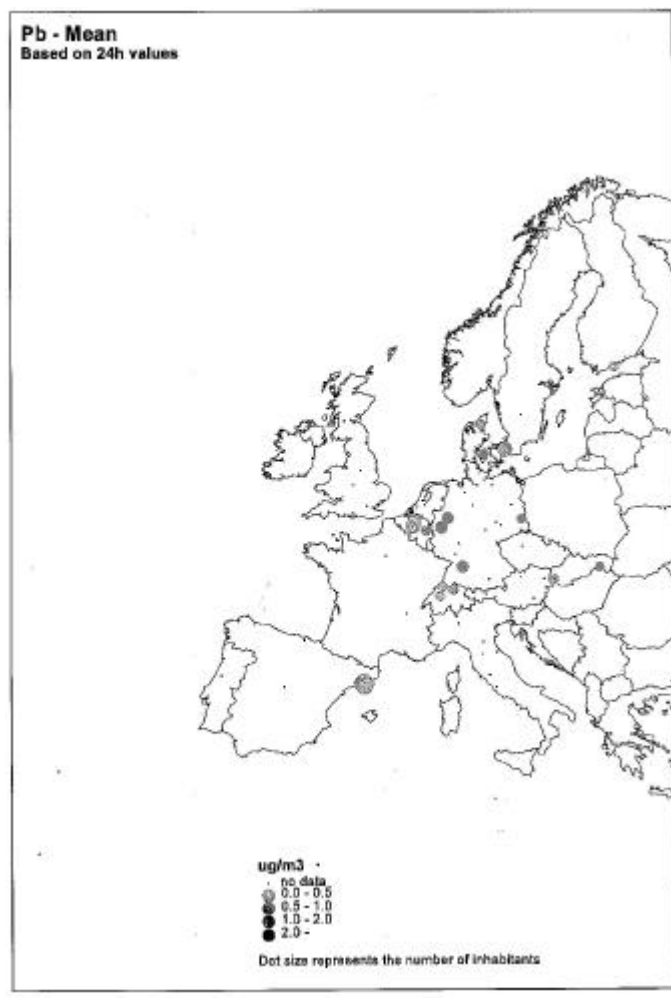 Pb - Mean
Based on 24h values
ug/m3
no data
0.0 - 0.5
0.5 - 1.0
1.0 - 2.0
2.0 -
Dot size represents the number of inhabitants